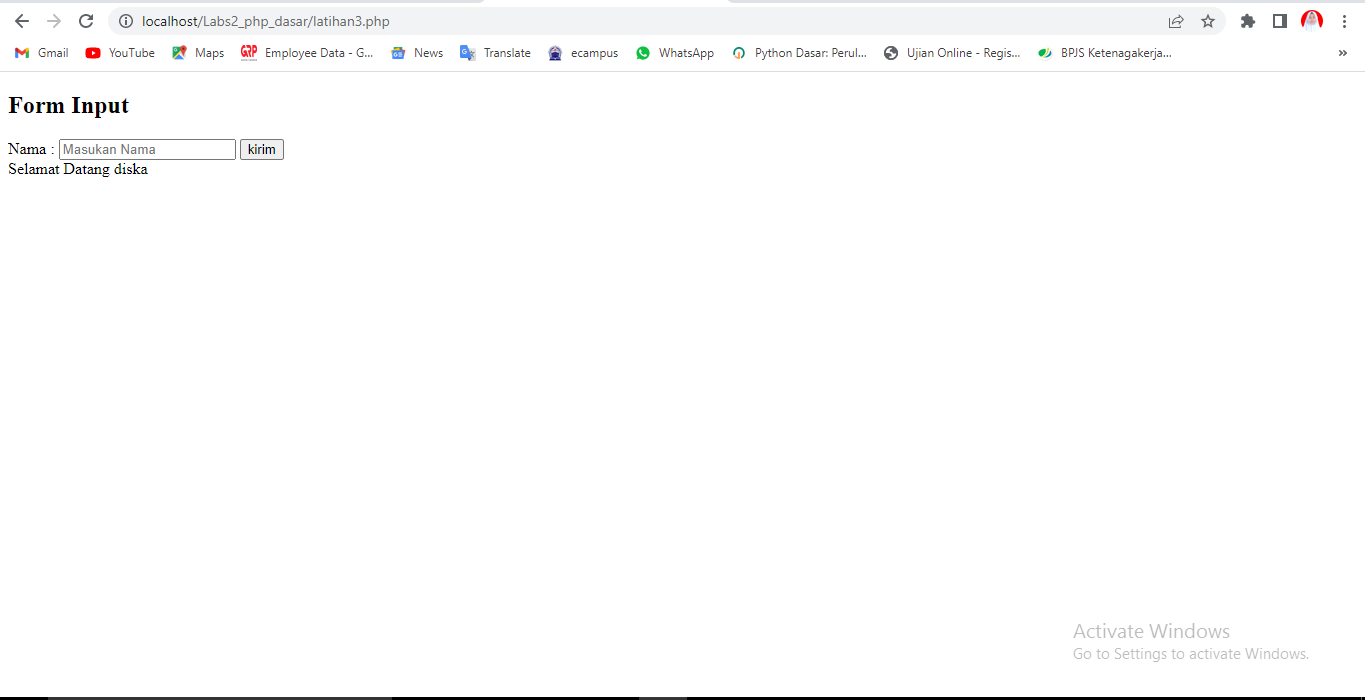 localhost/Labs2_php_dasar/latihan3.php
Gmail YouTube Maps GRP Employee Data - G... News Translate ecampus WhatsApp Python Dasar: Perul... Ujian Online - Regis... BPJS Ketenagakerja... »
Form Input
Nama : Masukan Nama kirim
Selamat Datang diska
Activate Windows
Go to Settings to activate Windows.